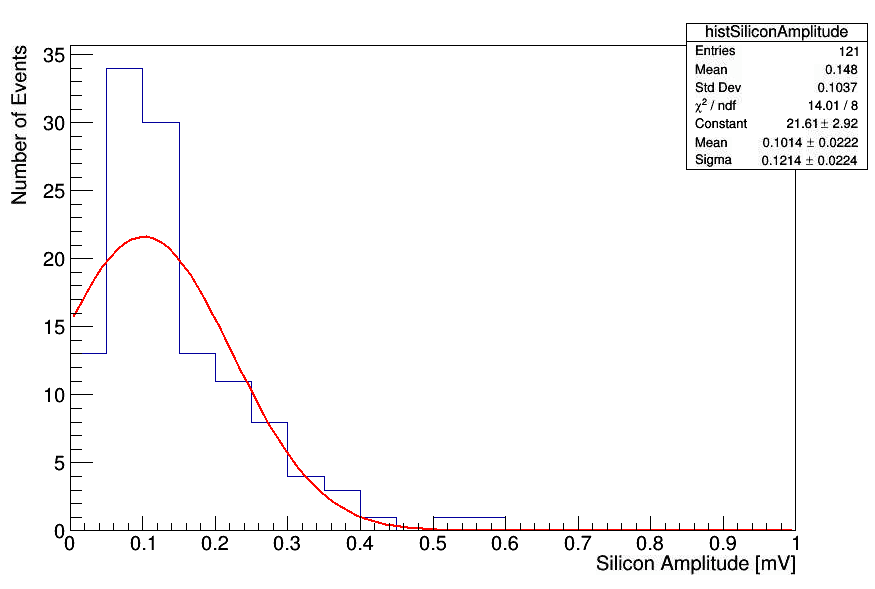 histSiliconAmplitude
Entries 121
Mean 0.148
Std Dev 0.1037
χ² / ndf 14.01 / 8
Constant 21.61 ± 2.92
Mean 0.1014 ± 0.0222
Sigma 0.1214 ± 0.0224
Number of Events
35
30
25
20
15
10
5
0
0 0.1 0.2 0.3 0.4 0.5 0.6 0.7 0.8 0.9 1
Silicon Amplitude [mV]